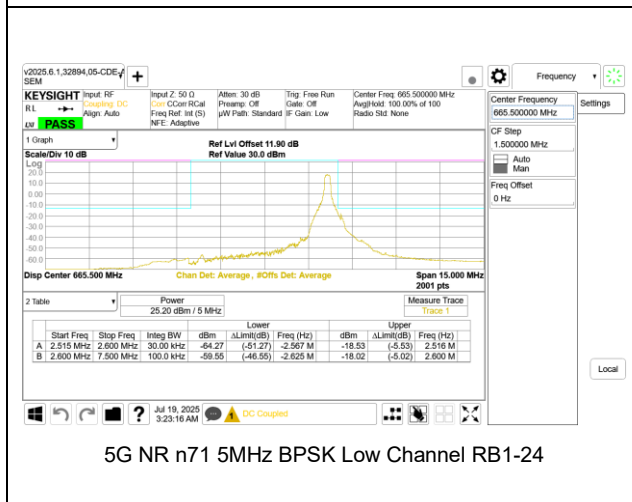 v2025.6.1,32894,05-CDE-A
SEM
Frequency
KEYSIGHT
Input: RF
Coupling: DC
Align: Auto
Input Z: 50 Ω
Corr CCorr RCal
Freq Ref: Int (S)
NFE: Adaptive
Atten: 30 dB
Preamp: Off
µW Path: Standard
Trig: Free Run
Gate: Off
IF Gain: Low
Center Freq: 665.500000 MHz
Avg|Hold: 100.00% of 100
Radio Std: None
R L
LXI
PASS
Center Frequency
665.500000 MHz
Settings
CF Step
1.500000 MHz
Auto
Man
Freq Offset
0 Hz
1 Graph
Scale/Div 10 dB
Ref Lvl Offset 11.90 dB
Ref Value 30.0 dBm
Log
20.0
10.0
0.0
-10.0
-20.0
-30.0
-40.0
-50.0
-60.0
Disp Center 665.500 MHz
Chan Det: Average , #Offs Det: Average
Span 15.000 MHz
2001 pts
2 Table
Power
25.20 dBm / 5 MHz
Measure Trace
Trace 1
Lower Upper
Start Freq Stop Freq Integ BW dBm ΔLimit(dB) Freq (Hz) dBm ΔLimit(dB) Freq (Hz)
A 2.515 MHz 2.600 MHz 30.00 kHz -64.27 (-51.27) -2.567 M -18.53 (-5.53) 2.516 M
B 2.600 MHz 7.500 MHz 100.0 kHz -59.55 (-46.55) -2.625 M -18.02 (-5.02) 2.600 M
Local
Jul 19, 2025
3:23:16 AM
DC Coupled
5G NR n71 5MHz BPSK Low Channel RB1-24